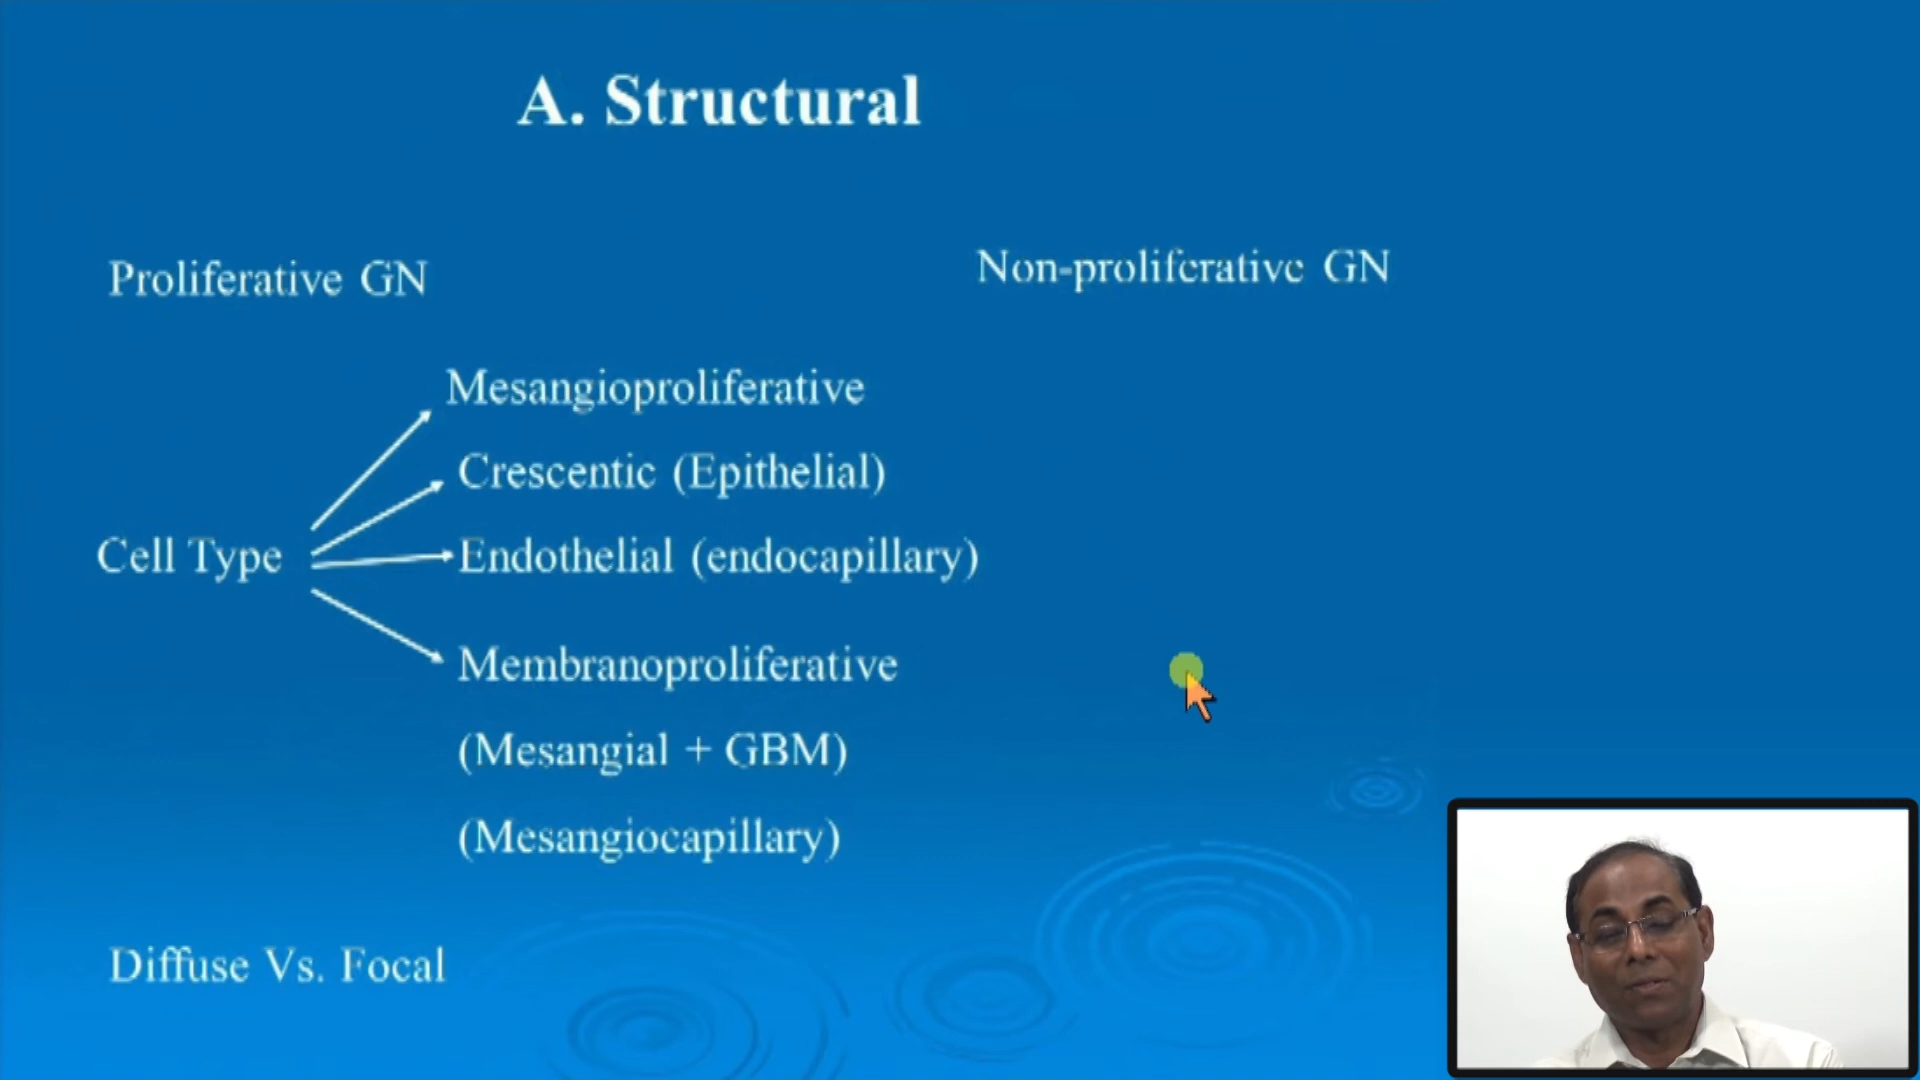 A. Structural
Proliferative GN
Non-proliferative GN
Mesangioproliferative
Crescentic (Epithelial)
Cell Type
Endothelial (endocapillary)
Membranoproliferative
(Mesangial + GBM)
(Mesangiocapillary)
Diffuse Vs. Focal